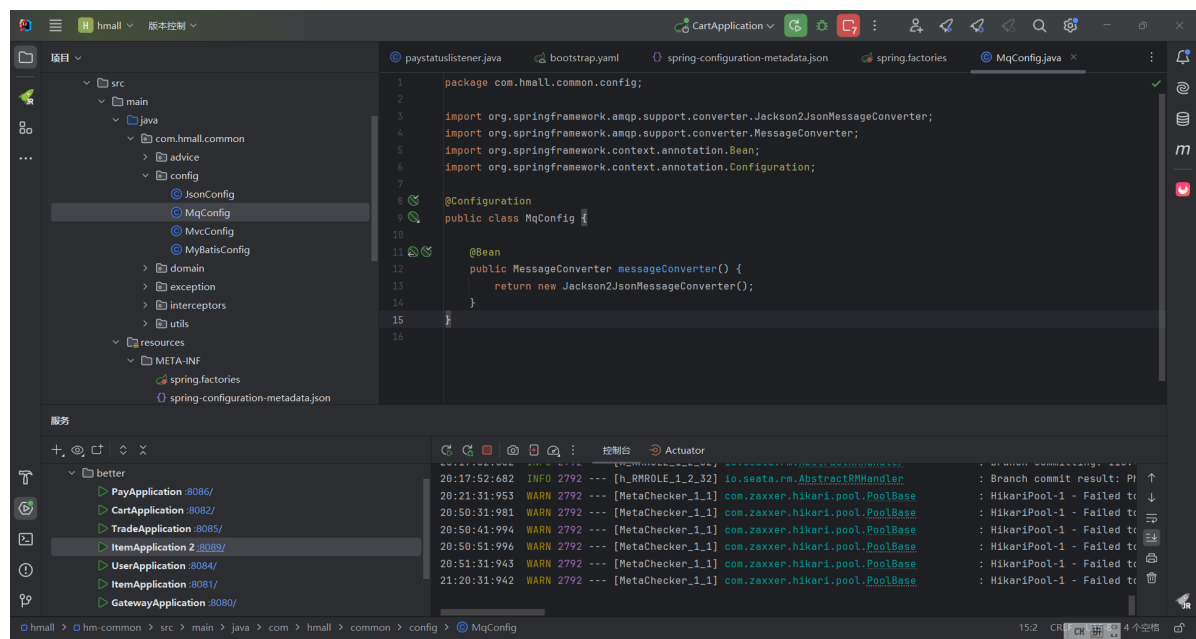 H hmall 版本控制 CartApplication 7
项目
paystatuslistener.java bootstrap.yaml spring-configuration-metadata.json spring.factories MqConfig.java
src
main
java
com.hmall.common
advice
config
JsonConfig
MqConfig
MvcConfig
MyBatisConfig
domain
exception
interceptors
utils
resources
META-INF
spring.factories
spring-configuration-metadata.json
1 package com.hmall.common.config;
2
3 import org.springframework.amqp.support.converter.Jackson2JsonMessageConverter;
4 import org.springframework.amqp.support.converter.MessageConverter;
5 import org.springframework.context.annotation.Bean;
6 import org.springframework.context.annotation.Configuration;
7
8 @Configuration
9 public class MqConfig {
10
11 @Bean
12 public MessageConverter messageConverter() {
13 return new Jackson2JsonMessageConverter();
14 }
15 }
16
m
JR
服务
控制台 Actuator
better
PayApplication :8086/
CartApplication :8082/
TradeApplication :8085/
ItemApplication 2 :8089/
UserApplication :8084/
ItemApplication :8081/
GatewayApplication :8080/
20:17:52:682 INFO 2792 --- [h_RMROLE_1_2_32] io.seata.rm.AbstractRMHandler : Branch commit result: Ph
20:21:31:953 WARN 2792 --- [MetaChecker_1_1] com.zaxxer.hikari.pool.PoolBase : HikariPool-1 - Failed to
20:50:31:981 WARN 2792 --- [MetaChecker_1_1] com.zaxxer.hikari.pool.PoolBase : HikariPool-1 - Failed to
20:50:41:994 WARN 2792 --- [MetaChecker_1_1] com.zaxxer.hikari.pool.PoolBase : HikariPool-1 - Failed to
20:50:51:996 WARN 2792 --- [MetaChecker_1_1] com.zaxxer.hikari.pool.PoolBase : HikariPool-1 - Failed to
20:51:31:943 WARN 2792 --- [MetaChecker_1_1] com.zaxxer.hikari.pool.PoolBase : HikariPool-1 - Failed to
21:20:31:942 WARN 2792 --- [MetaChecker_1_1] com.zaxxer.hikari.pool.PoolBase : HikariPool-1 - Failed to
JR
hmall > hm-common > src > main > java > com > hmall > common > config > MqConfig 15:2 CH 拼 4 个空格